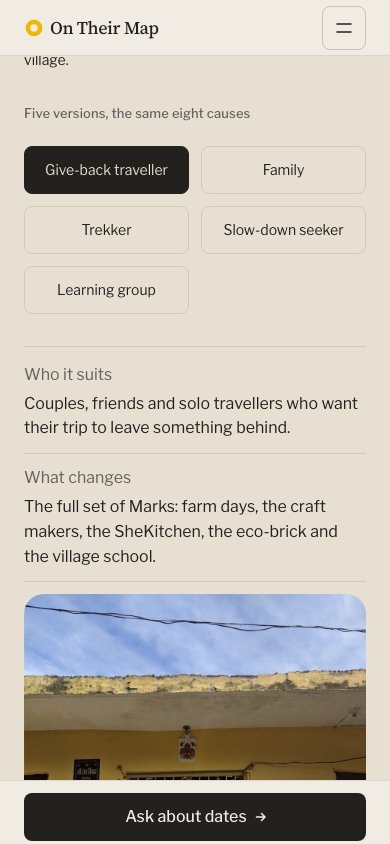 On Their Map
village.
Five versions, the same eight causes
Give-back traveller
Family
Trekker
Slow-down seeker
Learning group
Who it suits
Couples, friends and solo travellers who want
their trip to leave something behind.
What changes
The full set of Marks: farm days, the craft
makers, the SheKitchen, the eco-brick and
the village school.
Ask about dates →